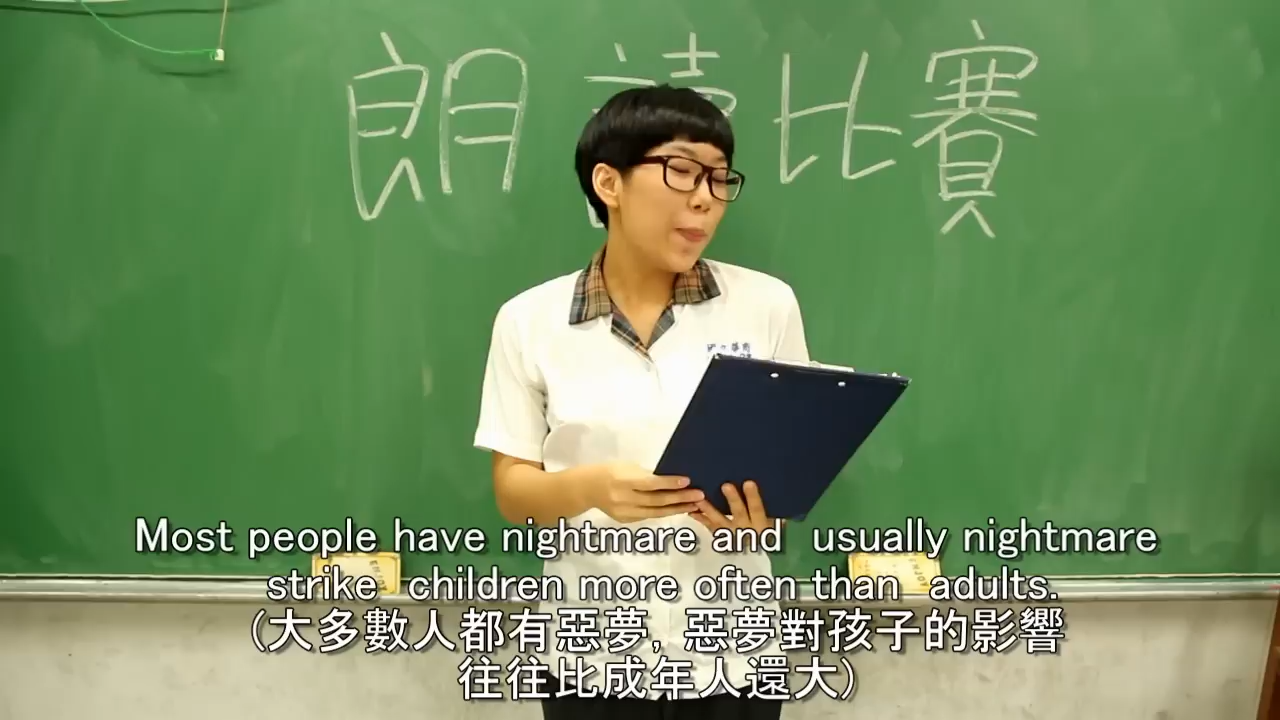 朗讀比賽
Most people have nightmare and usually nightmare
strike children more often than adults.
(大多數人都有惡夢, 惡夢對孩子的影響
往往比成年人還大)